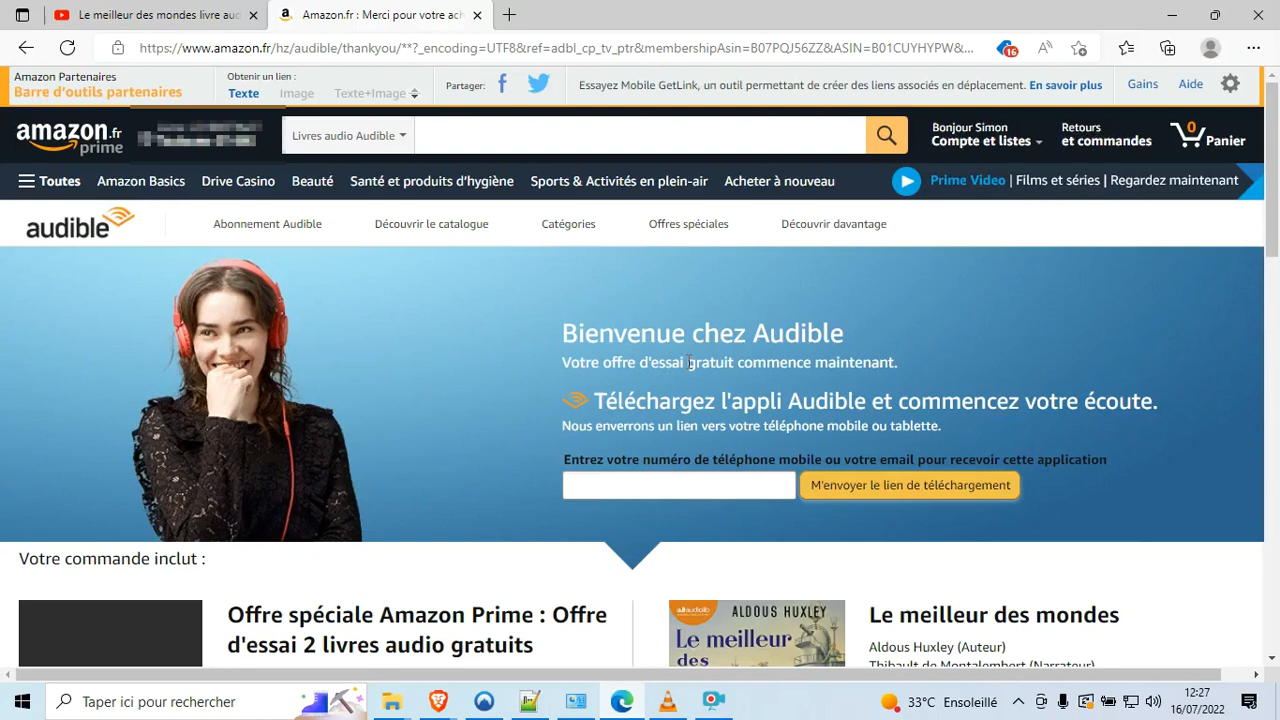 Le meilleur des mondes livre aud
Amazon.fr : Merci pour votre ach
https://www.amazon.fr/hz/audible/thankyou/**?_encoding=UTF8&ref=adbl_cp_tv_ptr&membershipAsin=B07PQJ56ZZ&ASIN=B01CUYHYPW&...
16
Amazon Partenaires
Barre d'outils partenaires
Obtenir un lien :
Texte Image Texte+Image
Partager:
Essayez Mobile GetLink, un outil permettant de créer des liens associés en déplacement. En savoir plus
Gains
Aide
amazon.fr
prime
Livres audio Audible
Bonjour Simon
Compte et listes
Retours
et commandes
0
Panier
Toutes
Amazon Basics
Drive Casino
Beauté
Santé et produits d'hygiène
Sports & Activités en plein-air
Acheter à nouveau
Prime Video | Films et séries | Regardez maintenant
audible
Abonnement Audible
Découvrir le catalogue
Catégories
Offres spéciales
Découvrir davantage
Bienvenue chez Audible
Votre offre d'essai gratuit commence maintenant.
Téléchargez l'appli Audible et commencez votre écoute.
Nous enverrons un lien vers votre téléphone mobile ou tablette.
Entrez votre numéro de téléphone mobile ou votre email pour recevoir cette application
M'envoyer le lien de téléchargement
Votre commande inclut :
Offre spéciale Amazon Prime : Offre
d'essai 2 livres audio gratuits
audiolib
ALDOUS HUXLEY
Le meilleur
des
Le meilleur des mondes
Aldous Huxley (Auteur)
Thibault de Montalembert (Narrateur)
Taper ici pour rechercher
33°C Ensoleillé
12:27
16/07/2022